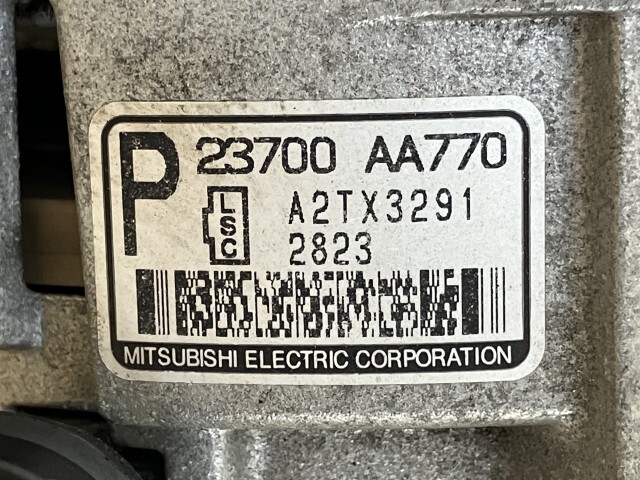 P 23700 AA770
LSC A2TX3291
2823
MITSUBISHI ELECTRIC CORPORATION